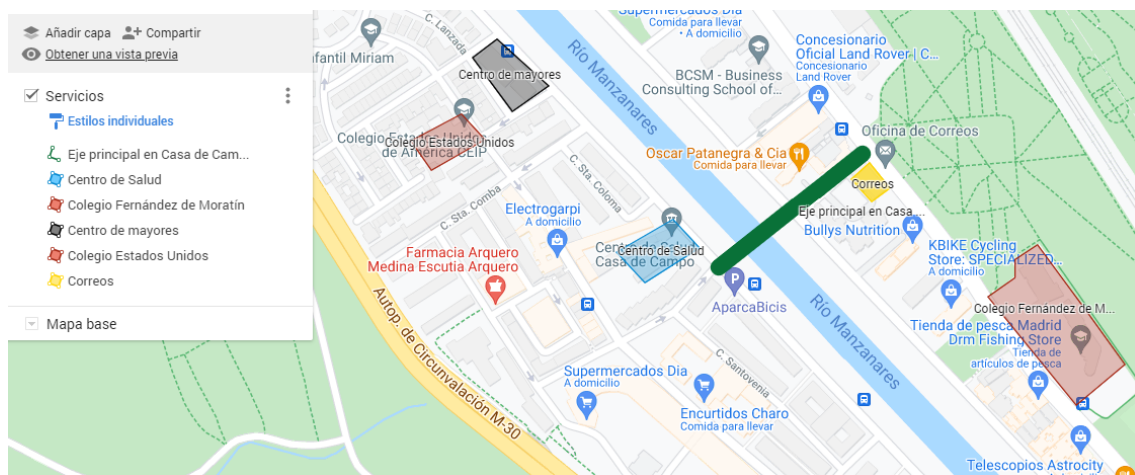 Añadir capa
Compartir
Obtener una vista previa
Servicios
Estilos individuales
Eje principal en Casa de Cam...
Centro de Salud
Colegio Fernández de Moratín
Centro de mayores
Colegio Estados Unidos
Correos
Mapa base
Supermercados Dia
Comida para llevar
• A domicilio
C. Lanzada
nfantil Miriam
Río Manzanares
Concesionario
Oficial Land Rover | C...
Concesionario
Land Rover
Centro de mayores
BCSM - Business
Consulting School of...
Colegio Estados Unidos
de América CEIP
Colegio Estados Unidos
Oficina de Correos
Oscar Patanegra & Cia
Comida para llevar
Correos
C. Sta. Coloma
C. Sta. Comba
Eje principal en Casa....
Electrogarpi
A domicilio
Bullys Nutrition
Centro de Salud
Casa de Campo
Centro de Salud
KBIKE Cycling
Store: SPECIALIZED...
A domicilio
Farmacia Arquero
Medina Escutia Arquero
P
AparcaBicis
Autop. de Circunvalación M-30
Río Manzanares
Colegio Fernández de M...
Tienda de pesca Madrid
Drm Fishing Store
Tienda de
artículos de pesca
C. Santovenia
Supermercados Dia
A domicilio
Encurtidos Charo
Comida para llevar
Telescopios Astrocity